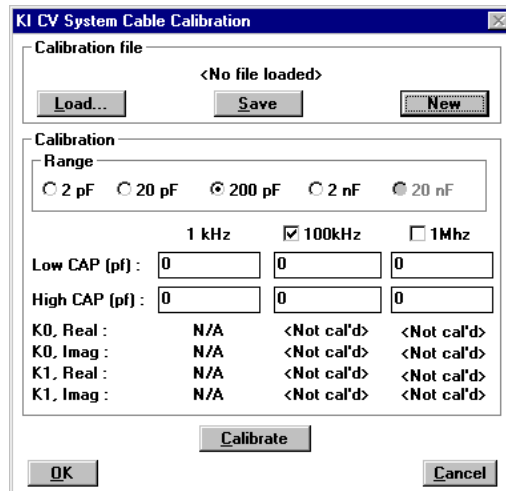 KI CV System Cable Calibration
Calibration file
<No file loaded>
Load... Save New
Calibration
Range
2 pF 20 pF 200 pF 2 nF 20 nF
1 kHz 100kHz 1Mhz
Low CAP (pf) : 0 0 0
High CAP (pf) : 0 0 0
K0, Real : N/A <Not cal'd> <Not cal'd>
K0, Imag : N/A <Not cal'd> <Not cal'd>
K1, Real : N/A <Not cal'd> <Not cal'd>
K1, Imag : N/A <Not cal'd> <Not cal'd>
Calibrate
OK Cancel